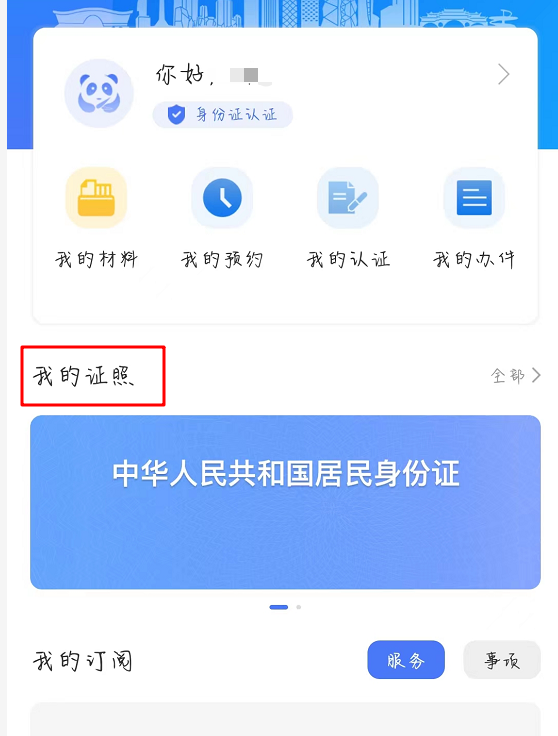 你好,
身份证认证
我的材料 我的预约 我的认证 我的办件
我的证照 全部
中华人民共和国居民身份证
我的订阅 服务 事项